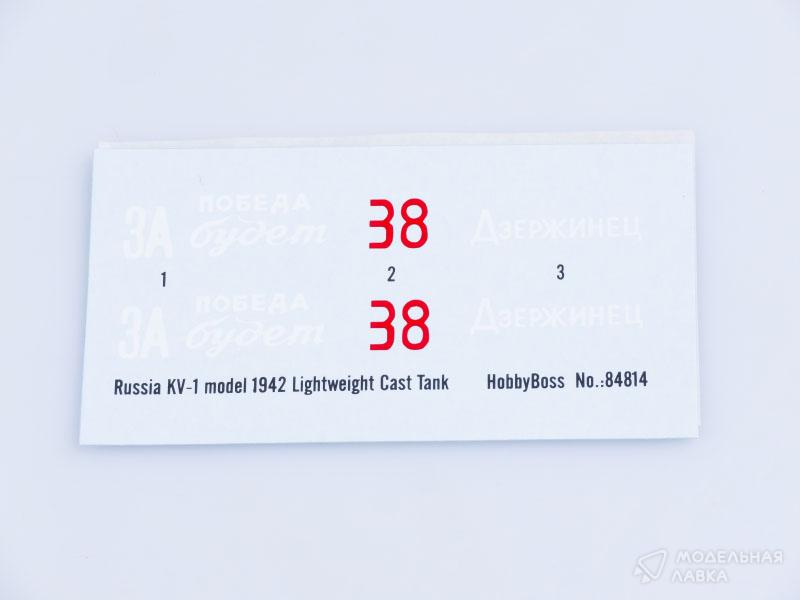 ПОБЕДА
ЗА будет 38 Дзержинец
1 2 3
ПОБЕДА
ЗА будет 38 Дзержинец
Russia KV-1 model 1942 Lightweight Cast Tank HobbyBoss No.:84814
МОДЕЛЬНАЯ
ЛАВКА